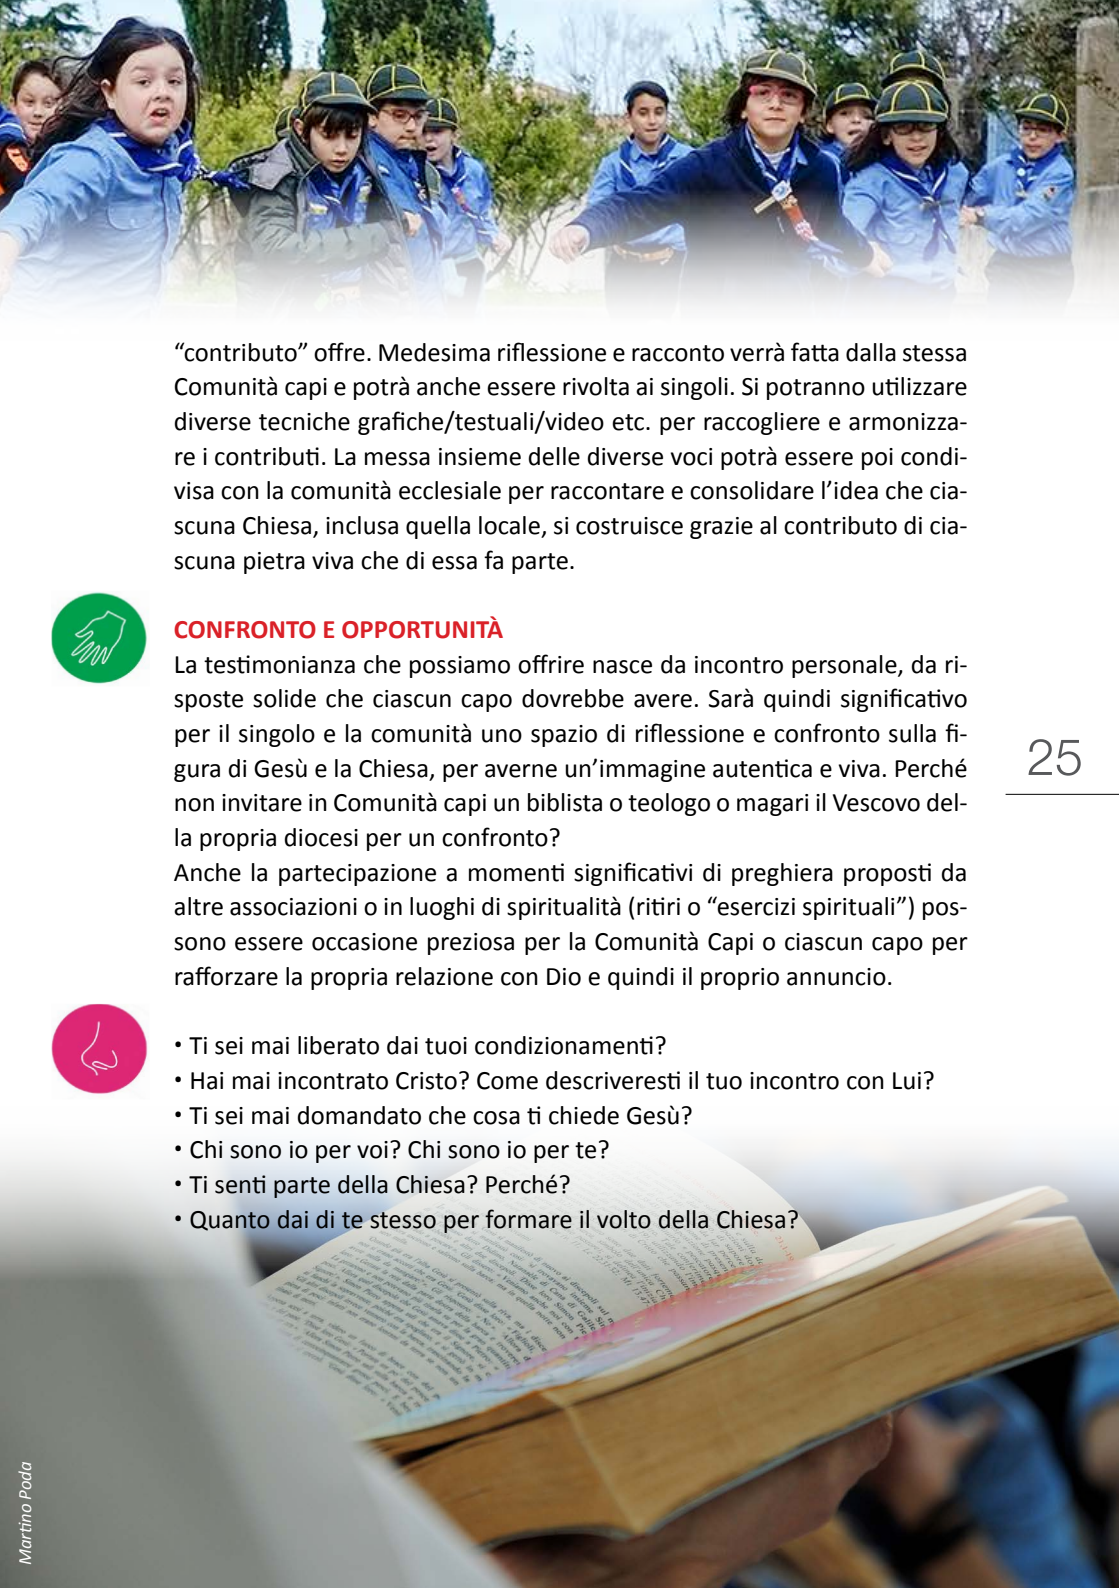 “contributo” offre. Medesima riflessione e racconto verrà fatta dalla stessa
Comunità capi e potrà anche essere rivolta ai singoli. Si potranno utilizzare
diverse tecniche grafiche/testuali/video etc. per raccogliere e armonizza-
re i contributi. La messa insieme delle diverse voci potrà essere poi condi-
visa con la comunità ecclesiale per raccontare e consolidare l’idea che cia-
scuna Chiesa, inclusa quella locale, si costruisce grazie al contributo di cia-
scuna pietra viva che di essa fa parte.
CONFRONTO E OPPORTUNITÀ
La testimonianza che possiamo offrire nasce da incontro personale, da ri-
sposte solide che ciascun capo dovrebbe avere. Sarà quindi significativo
per il singolo e la comunità uno spazio di riflessione e confronto sulla fi-
gura di Gesù e la Chiesa, per averne un’immagine autentica e viva. Perché
non invitare in Comunità capi un biblista o teologo o magari il Vescovo del-
la propria diocesi per un confronto?
Anche la partecipazione a momenti significativi di preghiera proposti da
altre associazioni o in luoghi di spiritualità (ritiri o “esercizi spirituali”) pos-
sono essere occasione preziosa per la Comunità Capi o ciascun capo per
rafforzare la propria relazione con Dio e quindi il proprio annuncio.
25
• Ti sei mai liberato dai tuoi condizionamenti?
• Hai mai incontrato Cristo? Come descriveresti il tuo incontro con Lui?
• Ti sei mai domandato che cosa ti chiede Gesù?
• Chi sono io per voi? Chi sono io per te?
• Ti senti parte della Chiesa? Perché?
• Quanto dai di te stesso per formare il volto della Chiesa?
Martino Poda